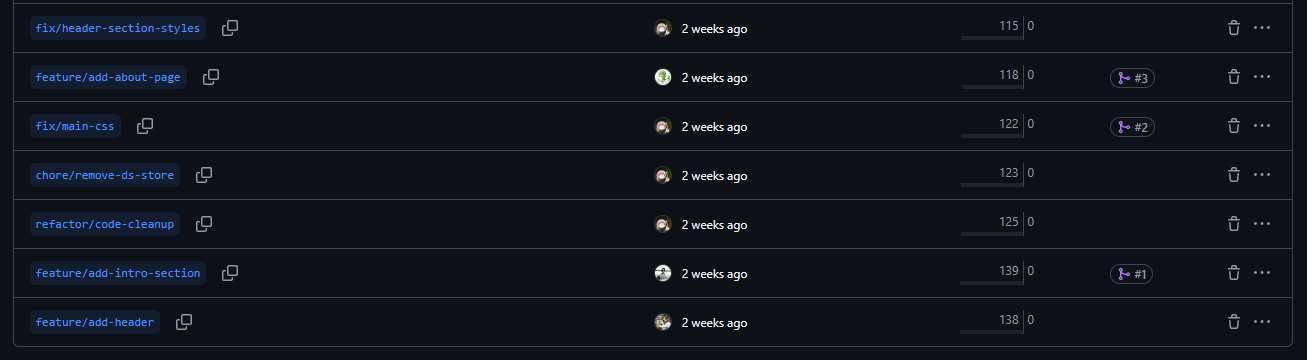 fix/header-section-styles 2 weeks ago 115 0
feature/add-about-page 2 weeks ago 118 0 #3
fix/main-css 2 weeks ago 122 0 #2
chore/remove-ds-store 2 weeks ago 123 0
refactor/code-cleanup 2 weeks ago 125 0
feature/add-intro-section 2 weeks ago 139 0 #1
feature/add-header 2 weeks ago 138 0